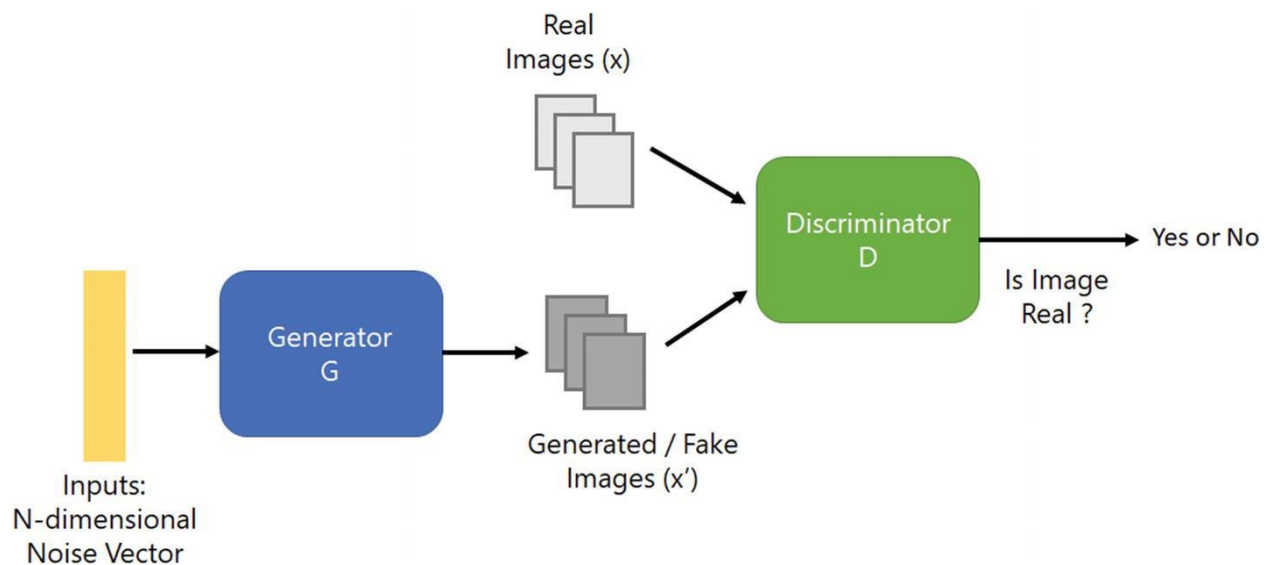 Real
Images (x)
Discriminator
D
Yes or No
Is Image
Real ?
Generator
G
Generated / Fake
Images (x’)
Inputs:
N-dimensional
Noise Vector